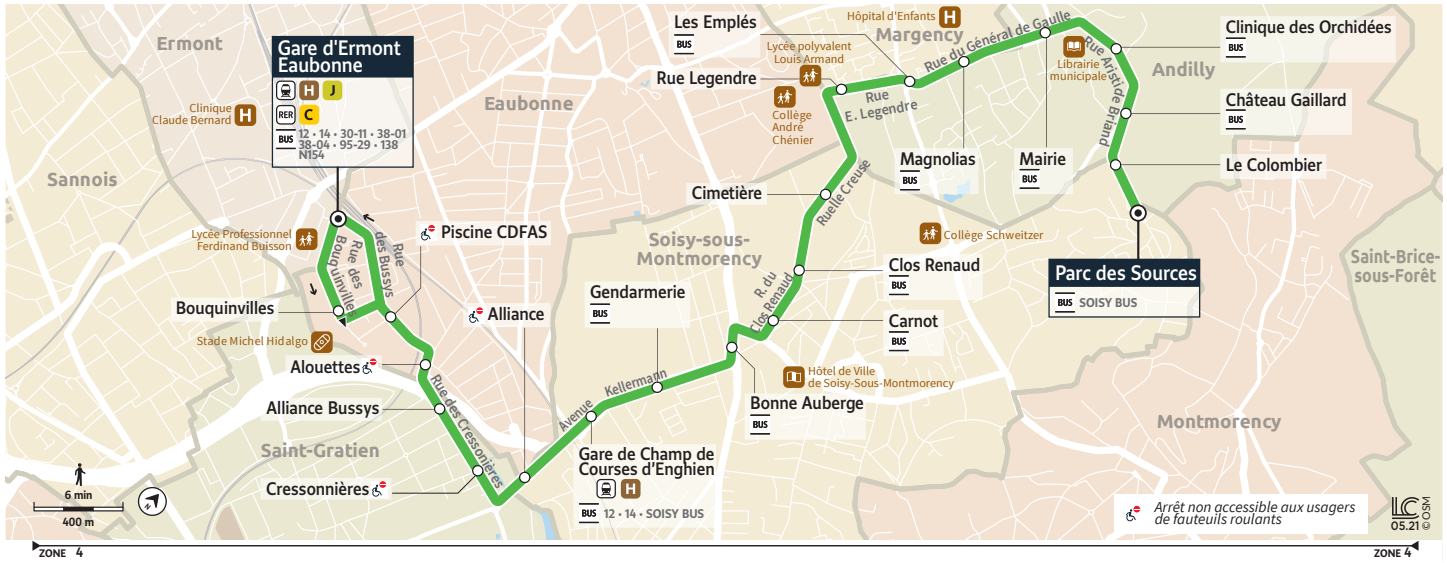 Ermont
Gare d'Ermont
Eaubonne
H J
RER C
BUS 12 • 14 • 30-11 • 38-01
38-04 • 95-29 • 138
N154
Clinique
Claude Bernard H
Sannois
Eaubonne
Lycée Professionnel
Ferdinand Buisson
Rue des
Bouquinvilles
Rue
des Bussys
Piscine CDFAS
Bouquinvilles
Stade Michel Hidalgo
Alouettes
Alliance Bussys
Saint-Gratien
Rue des Cressonières
Cressonnières
Alliance
Avenue Kellermann
Gare de Champ de
Courses d'Enghien
H
BUS 12 • 14 • SOISY BUS
Gendarmerie
BUS
Soisy-sous-
Montmorency
Bonne Auberge
BUS
Hôtel de Ville
de Soisy-Sous-Montmorency
R. du
Clos Renaud
Carnot
BUS
Clos Renaud
BUS
Cimetière
Ruelle Creuse
Collège Schweitzer
Collège
André
Chénier
Lycée polyvalent
Louis Armand
Rue Legendre
Rue
E. Legendre
Les Emplés
BUS
Hôpital d'Enfants H
Margency
Rue du Général de Gaulle
Magnolias
BUS
Mairie
BUS
Librairie
municipale
Rue Aristide Briand
Clinique des Orchidées
BUS
Andilly
Château Gaillard
BUS
Le Colombier
Parc des Sources
BUS SOISY BUS
Saint-Brice-
sous-Forêt
Montmorency
6 min
400 m
N
Arrêt non accessible aux usagers
de fauteuils roulants
LC
05.21 © OSM
ZONE 4
ZONE 4